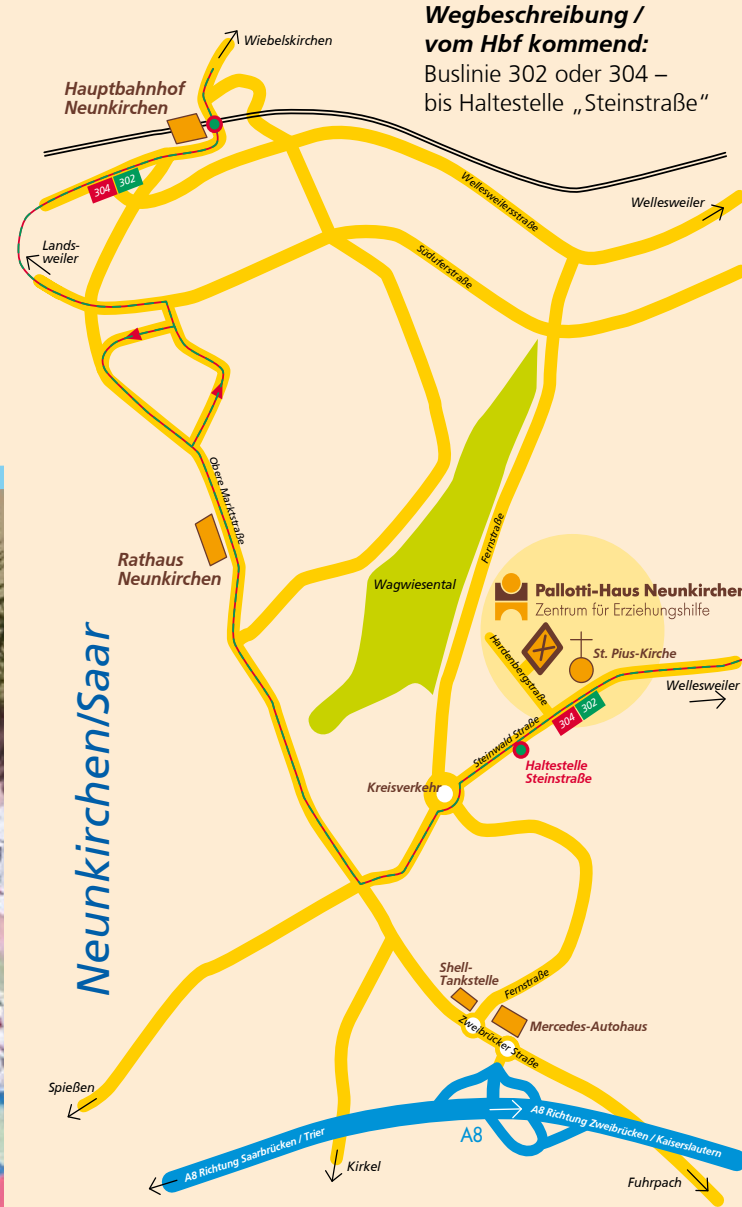 Wegbeschreibung /
vom Hbf kommend:
Buslinie 302 oder 304 –
bis Haltestelle „Steinstraße“
Wiebelskirchen
Hauptbahnhof
Neunkirchen
304
302
Wellesweilersstraße
Wellesweiler
Lands-
weiler
Süduferstraße
Obere Marktstraße
Rathaus
Neunkirchen
Wagwiesental
Fernstraße
Pallotti-Haus Neunkirchen
Zentrum für Erziehungshilfe
Hardenbergstraße
St. Pius-Kirche
Wellesweiler
304
302
Steinwald Straße
Haltestelle
Steinstraße
Kreisverkehr
Neunkirchen/Saar
Shell-
Tankstelle
Fernstraße
Mercedes-Autohaus
Zweibrücker Straße
Spießen
A8 Richtung Saarbrücken / Trier
A8
A8 Richtung Zweibrücken / Kaiserslautern
Kirkel
Fuhrpach